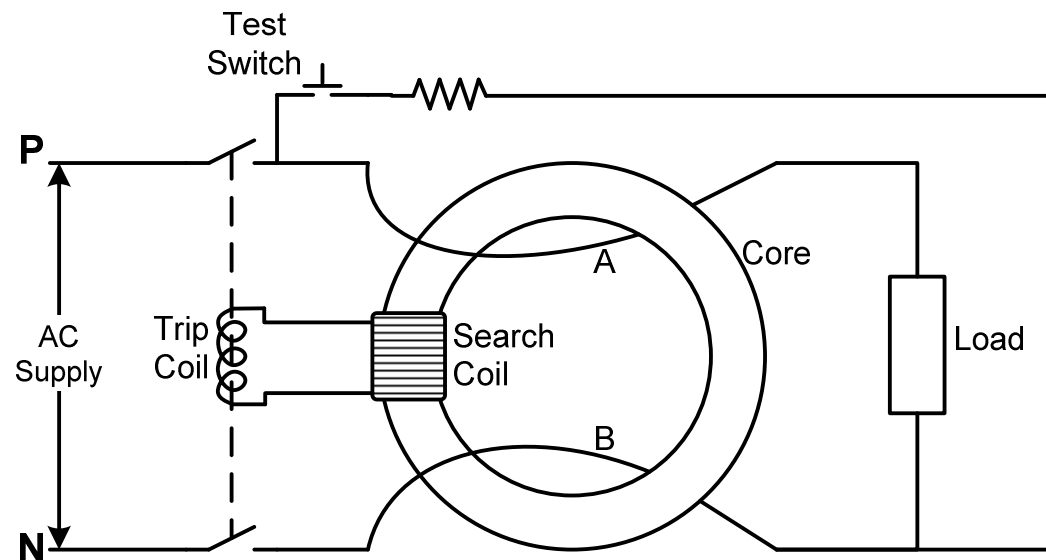 Test
Switch
P
A
Core
Trip
Coil
Search
Coil
AC
Supply
Load
B
N